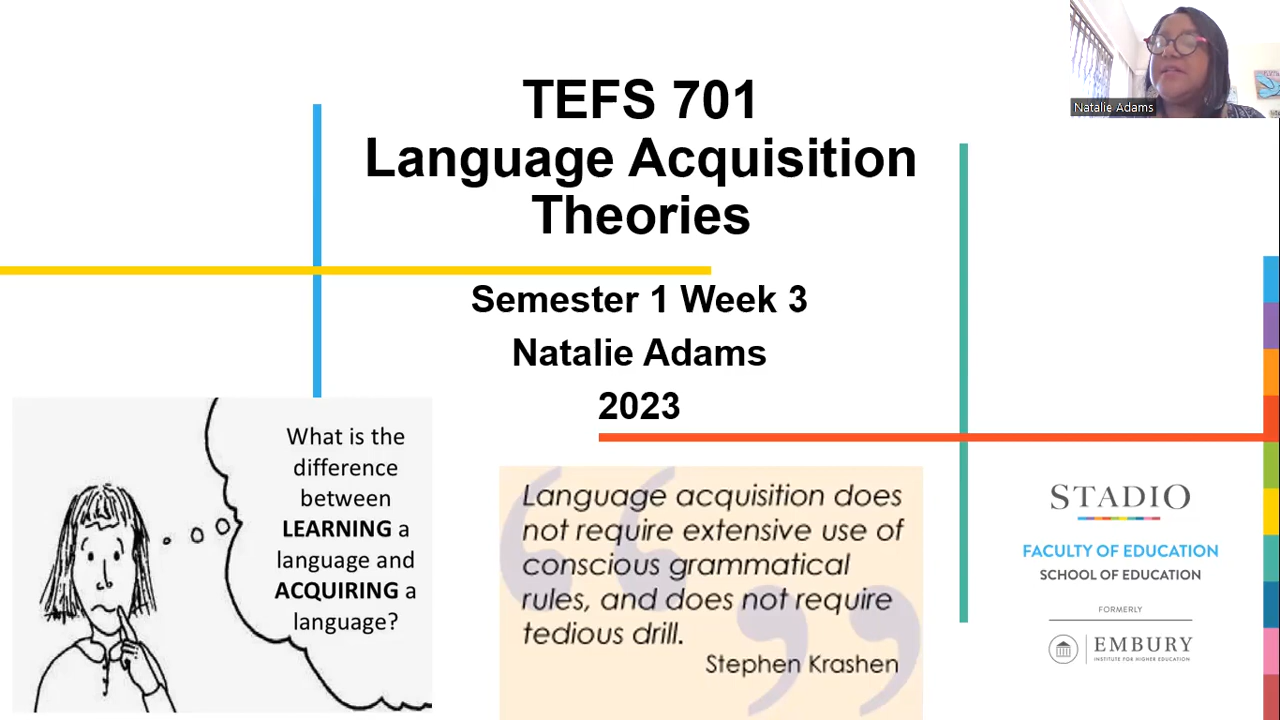 TEFS 701
Language Acquisition
Theories
Natalie Adams
Semester 1 Week 3
Natalie Adams
2023
What is the
difference
between
LEARNING a
language and
ACQUIRING a
language?
Language acquisition does
not require extensive use of
conscious grammatical
rules, and does not require
tedious drill.
Stephen Krashen
STADIO
FACULTY OF EDUCATION
SCHOOL OF EDUCATION
FORMERLY
EMBURY
INSTITUTE FOR HIGHER EDUCATION